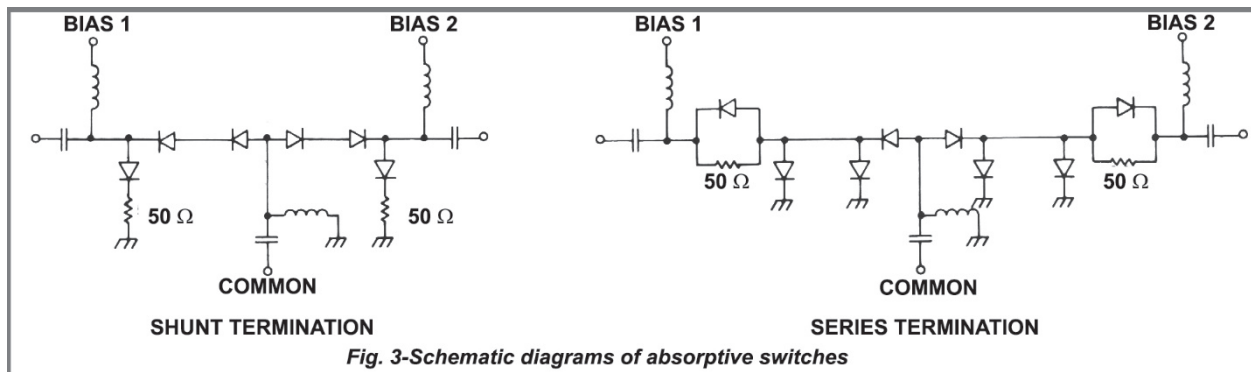 BIAS 1
BIAS 2
50 Ω
50 Ω
COMMON
SHUNT TERMINATION
BIAS 1
BIAS 2
50 Ω
50 Ω
COMMON
SERIES TERMINATION
Fig. 3-Schematic diagrams of absorptive switches